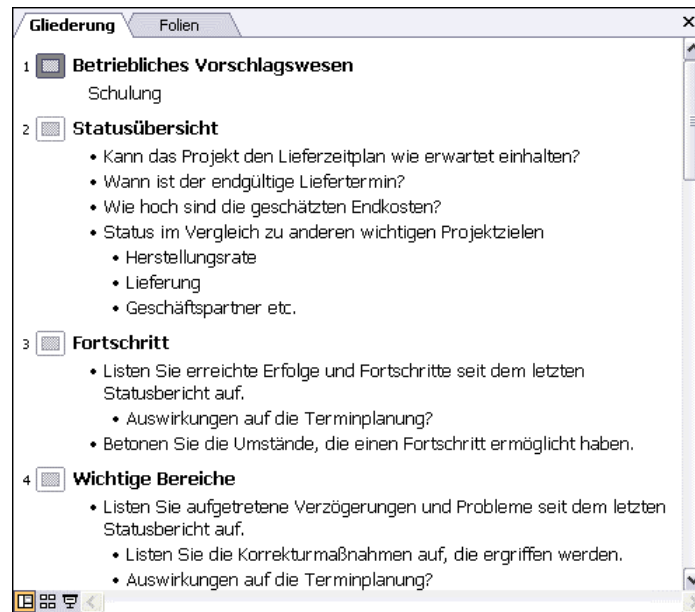 Gliederung Folien
1 Betriebliches Vorschlagswesen
Schulung
2 Statusübersicht
• Kann das Projekt den Lieferzeitplan wie erwartet einhalten?
• Wann ist der endgültige Liefertermin?
• Wie hoch sind die geschätzten Endkosten?
• Status im Vergleich zu anderen wichtigen Projektzielen
• Herstellungsrate
• Lieferung
• Geschäftspartner etc.
3 Fortschritt
• Listen Sie erreichte Erfolge und Fortschritte seit dem letzten
Statusbericht auf.
• Auswirkungen auf die Terminplanung?
• Betonen Sie die Umstände, die einen Fortschritt ermöglicht haben.
4 Wichtige Bereiche
• Listen Sie aufgetretene Verzögerungen und Probleme seit dem letzten
Statusbericht auf.
• Listen Sie die Korrekturmaßnahmen auf, die ergriffen werden.
• Auswirkungen auf die Terminplanung?